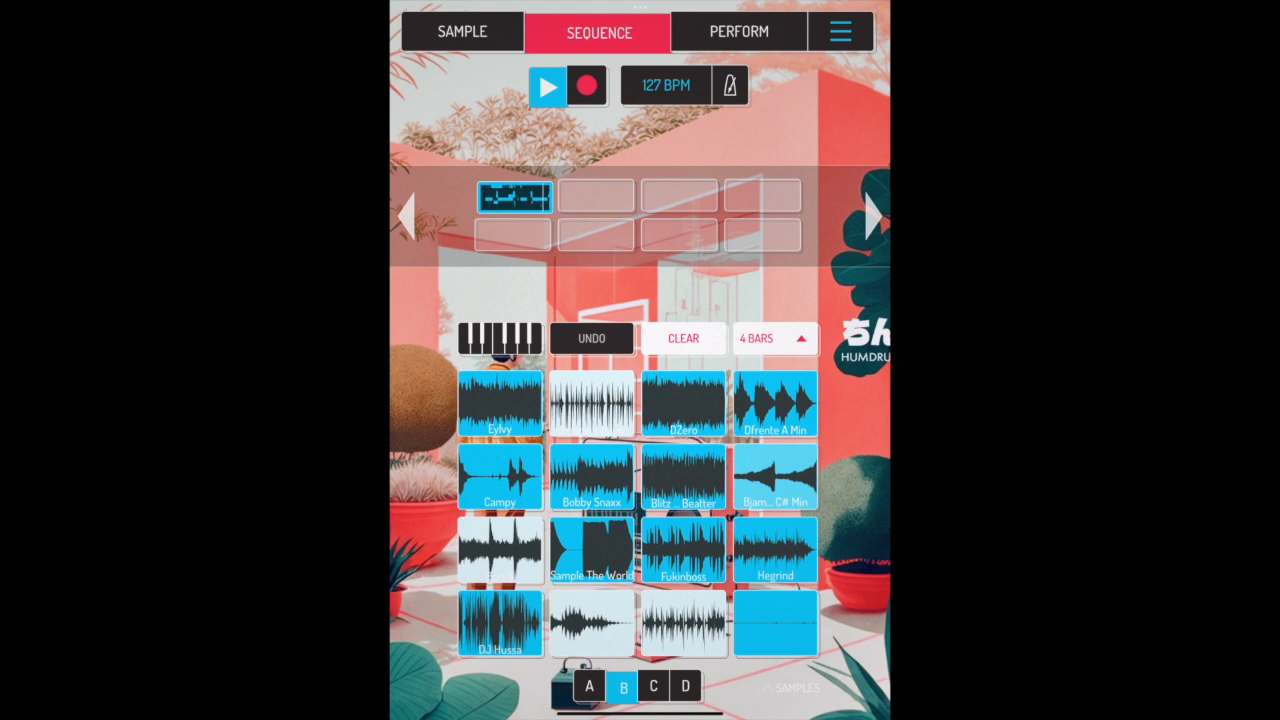 SAMPLE
SEQUENCE
PERFORM
127 BPM
UNDO
CLEAR
4 BARS
ちん
HUMDRU
Eylvy
DZero
Dfrente A Min
Campy
Bobby Snaxx
Blitz ... Beatter
Bjam... C# Min
Sample The World
Fukinboss
Hegrind
DJ Hussa
A
B
C
D
SAMPLES